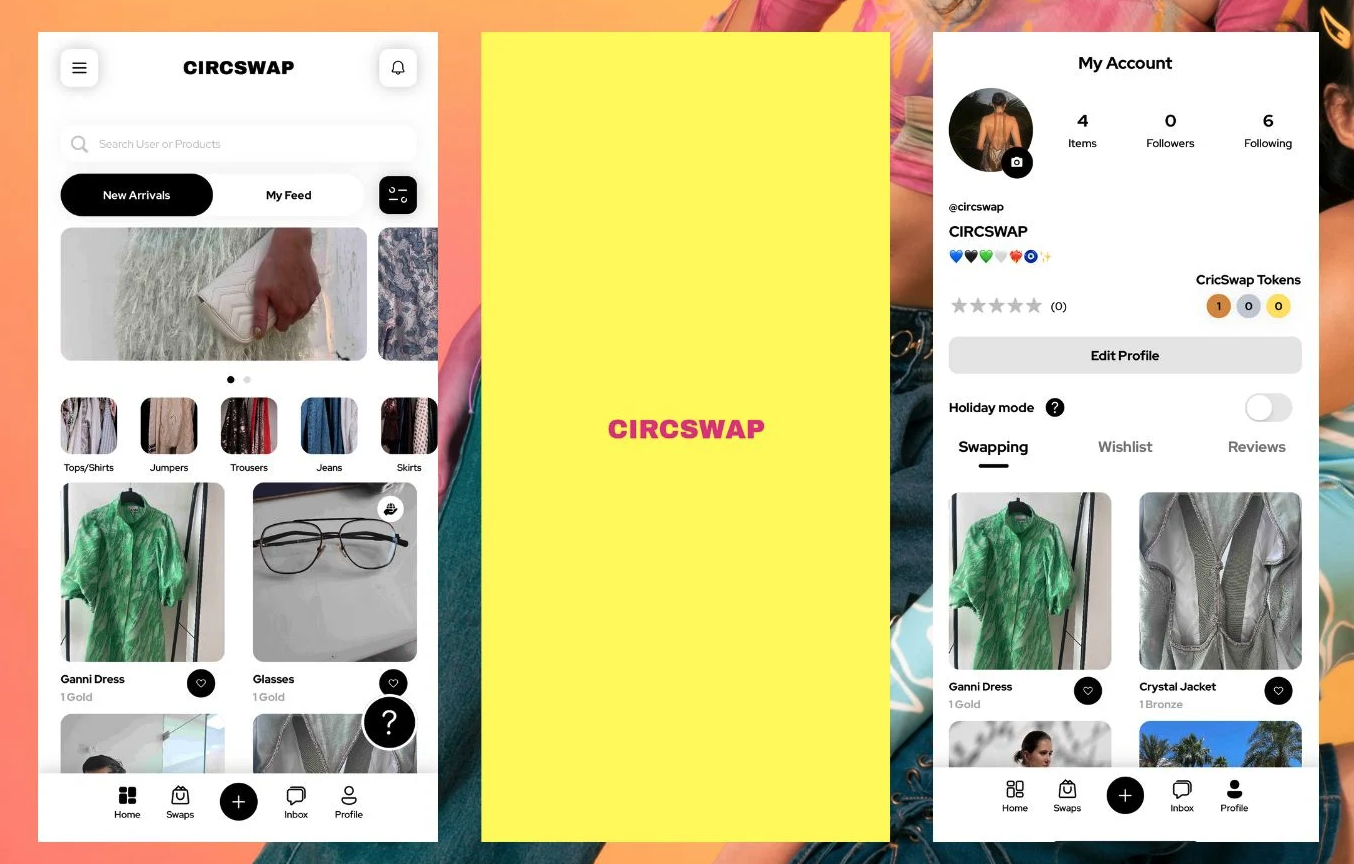 CIRCSWAP
Search User or Products
New Arrivals
My Feed
Tops/Shirts
Jumpers
Trousers
Jeans
Skirts
Ganni Dress
1 Gold
Glasses
1 Gold
?
Home
Swaps
Inbox
Profile
CIRCSWAP
My Account
4
0
6
Items
Followers
Following
@circswap
CIRCSWAP
💙🖤💚🤍❤️‍🔥🧿✨
CricSwap Tokens
(0)
1
0
0
Edit Profile
Holiday mode ?
Swapping
Wishlist
Reviews
Ganni Dress
1 Gold
Crystal Jacket
1 Bronze
Home
Swaps
Inbox
Profile